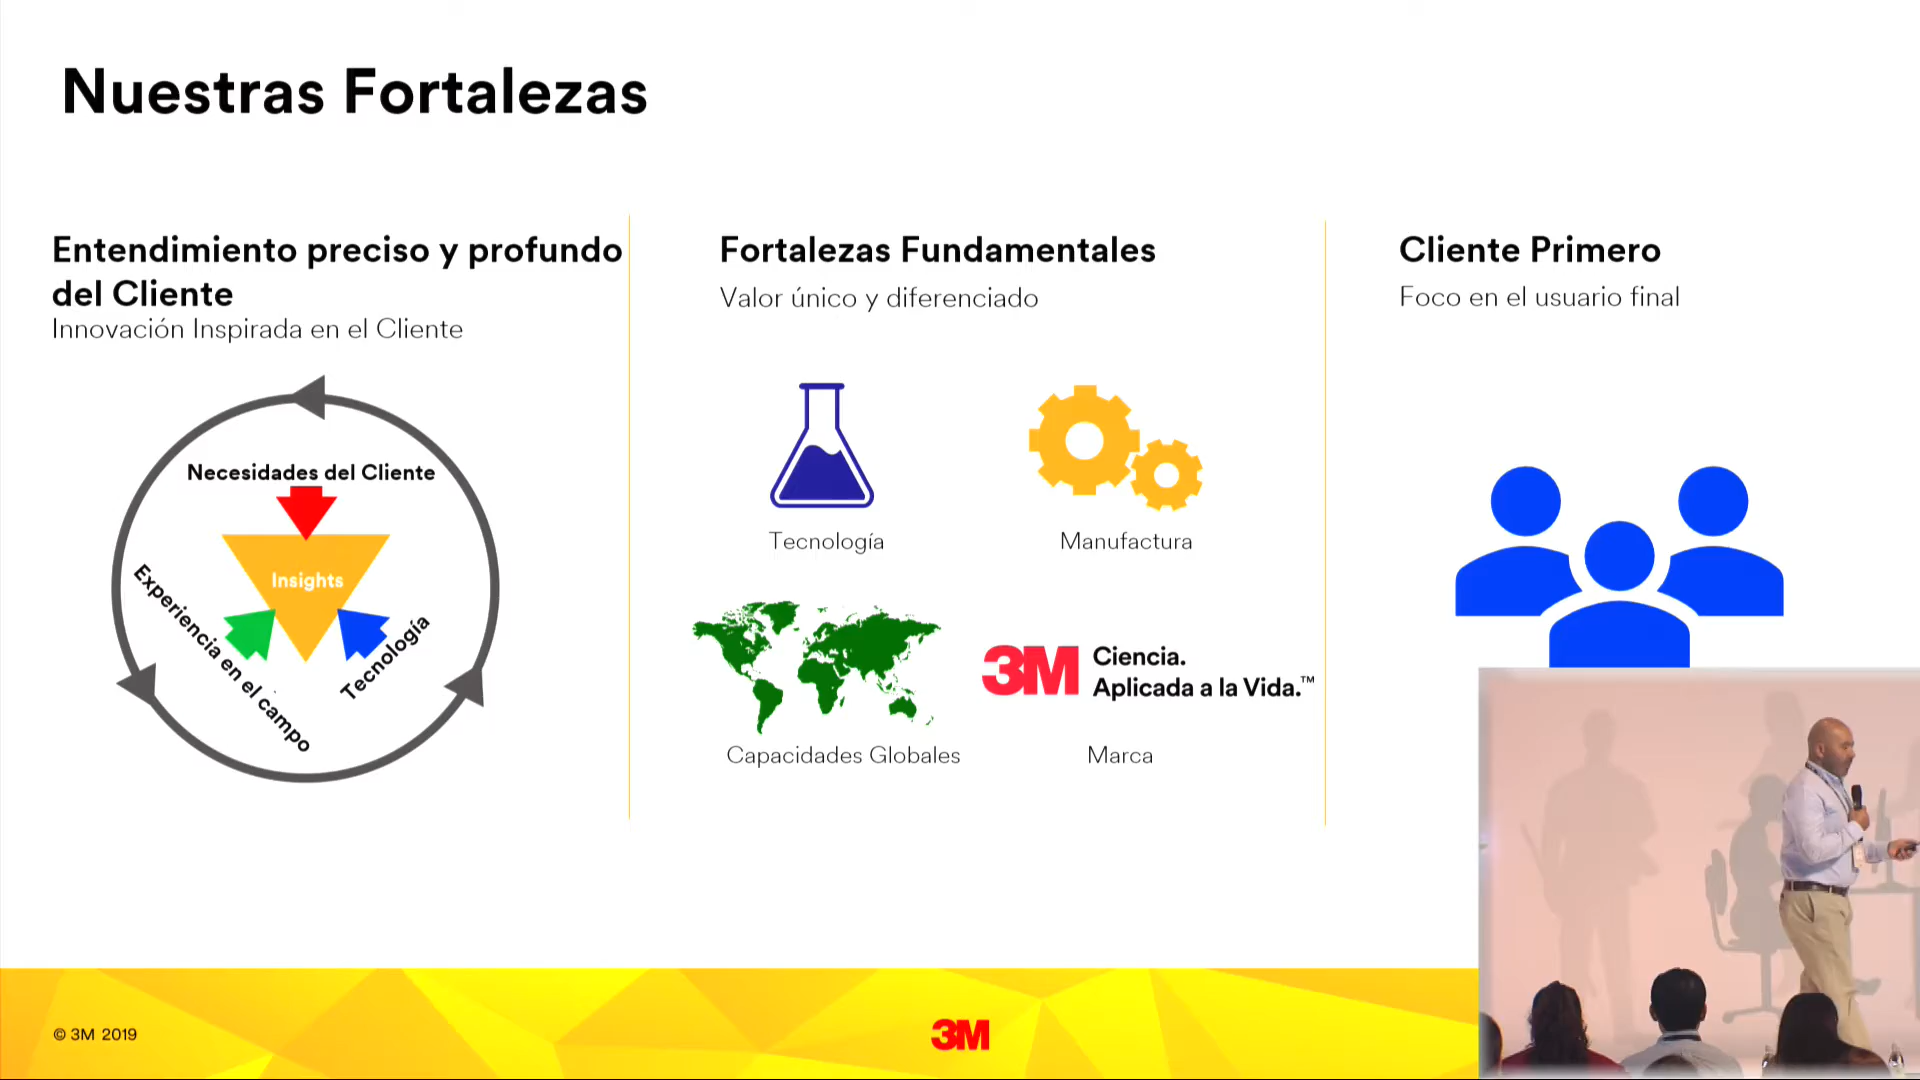 Nuestras Fortalezas
Entendimiento preciso y profundo
del Cliente
Innovación Inspirada en el Cliente
Necesidades del Cliente
Insights
Experiencia en el campo
Tecnología
Fortalezas Fundamentales
Valor único y diferenciado
Tecnología
Manufactura
Capacidades Globales
3M Ciencia.
Aplicada a la Vida.™
Marca
Cliente Primero
Foco en el usuario final
© 3M 2019
3M